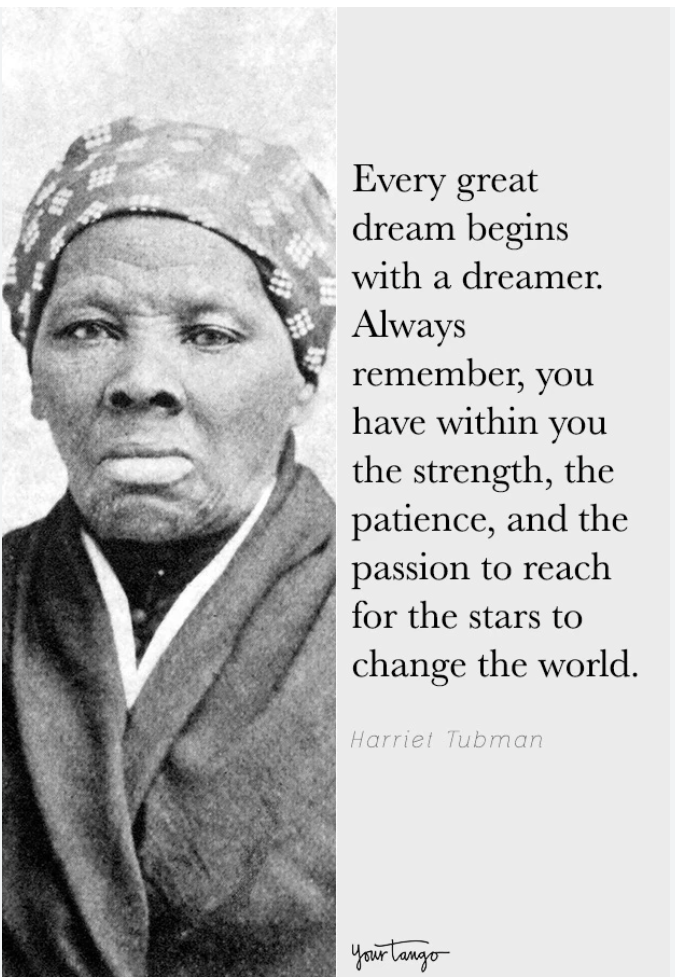 Every great
dream begins
with a dreamer.
Always
remember, you
have within you
the strength, the
patience, and the
passion to reach
for the stars to
change the world.
Harriet Tubman
yourtango